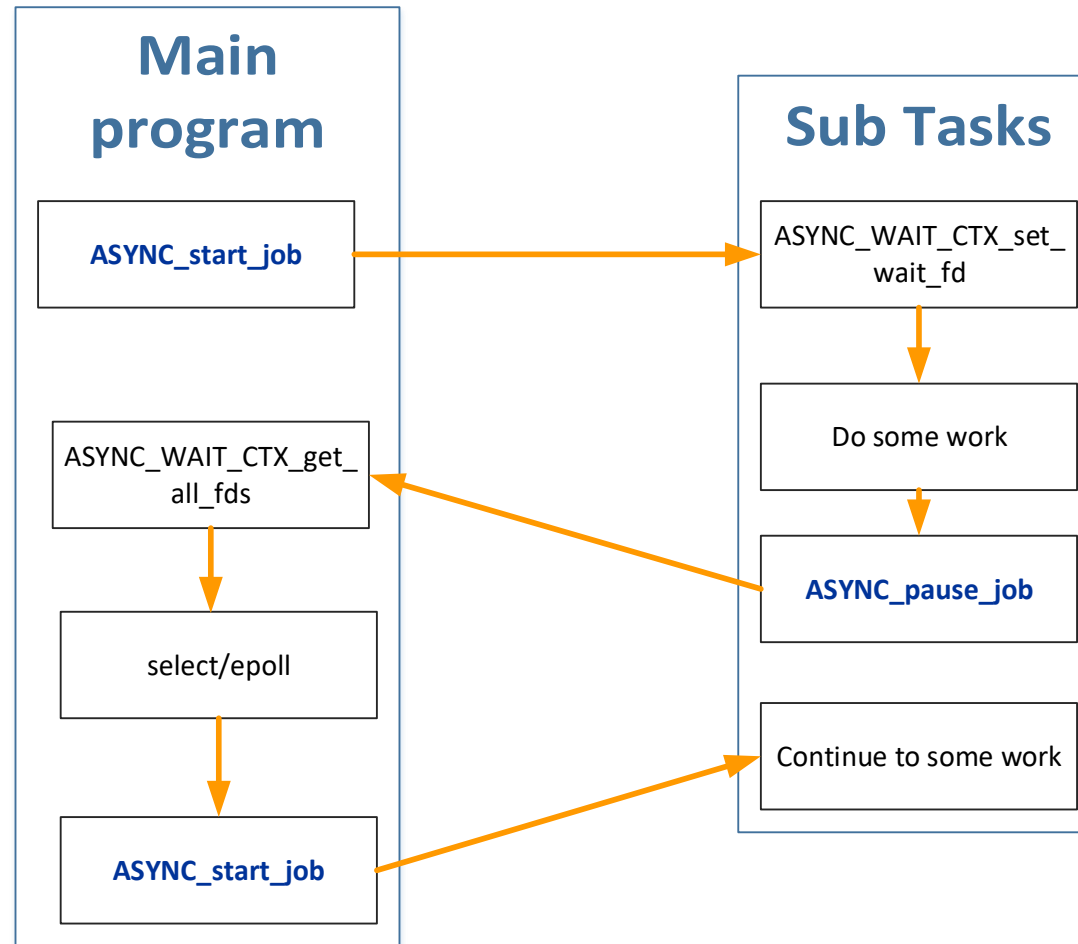 Main
program
ASYNC_start_job
ASYNC_WAIT_CTX_get_
all_fds
select/epoll
ASYNC_start_job
Sub Tasks
ASYNC_WAIT_CTX_set_
wait_fd
Do some work
ASYNC_pause_job
Continue to some work